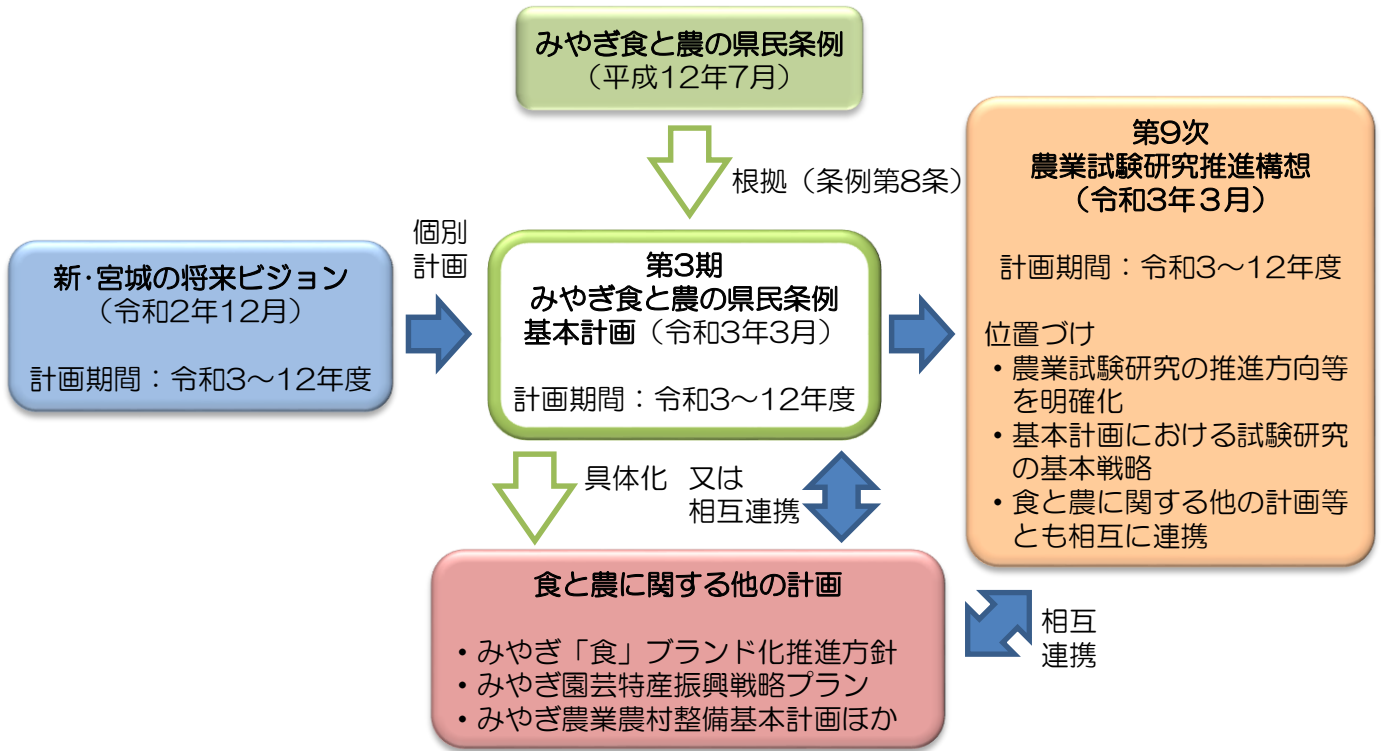 みやぎ食と農の県民条例
（平成12年7月）
根拠（条例第8条）
個別
計画
新・宮城の将来ビジョン
（令和2年12月）
計画期間：令和3～12年度
第3期
みやぎ食と農の県民条例
基本計画（令和3年3月）
計画期間：令和3～12年度
第9次
農業試験研究推進構想
（令和3年３月）
計画期間：令和3～12年度
位置づけ
・農業試験研究の推進方向等
を明確化
・基本計画における試験研究
の基本戦略
・食と農に関する他の計画等
とも相互に連携
具体化　又は
相互連携
食と農に関する他の計画
・みやぎ「食」ブランド化推進方針
・みやぎ園芸特産振興戦略プラン
・みやぎ農業農村整備基本計画ほか
相互
連携